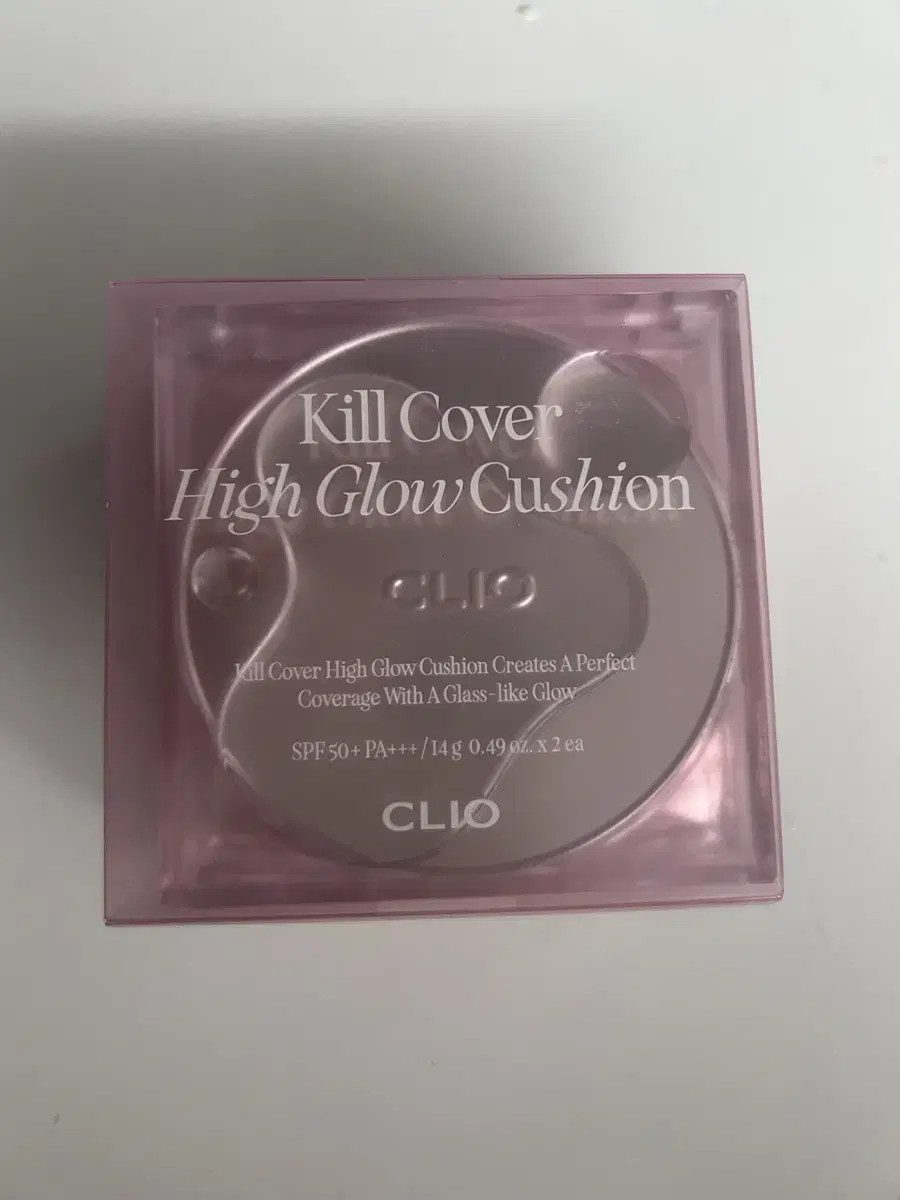 Kill Cover
High Glow Cushion
CLIO
Kill Cover High Glow Cushion Creates A Perfect
Coverage With A Glass-like Glow
SPF 50+ PA+++ / 14 g 0.49 oz. x 2 ea
CLIO